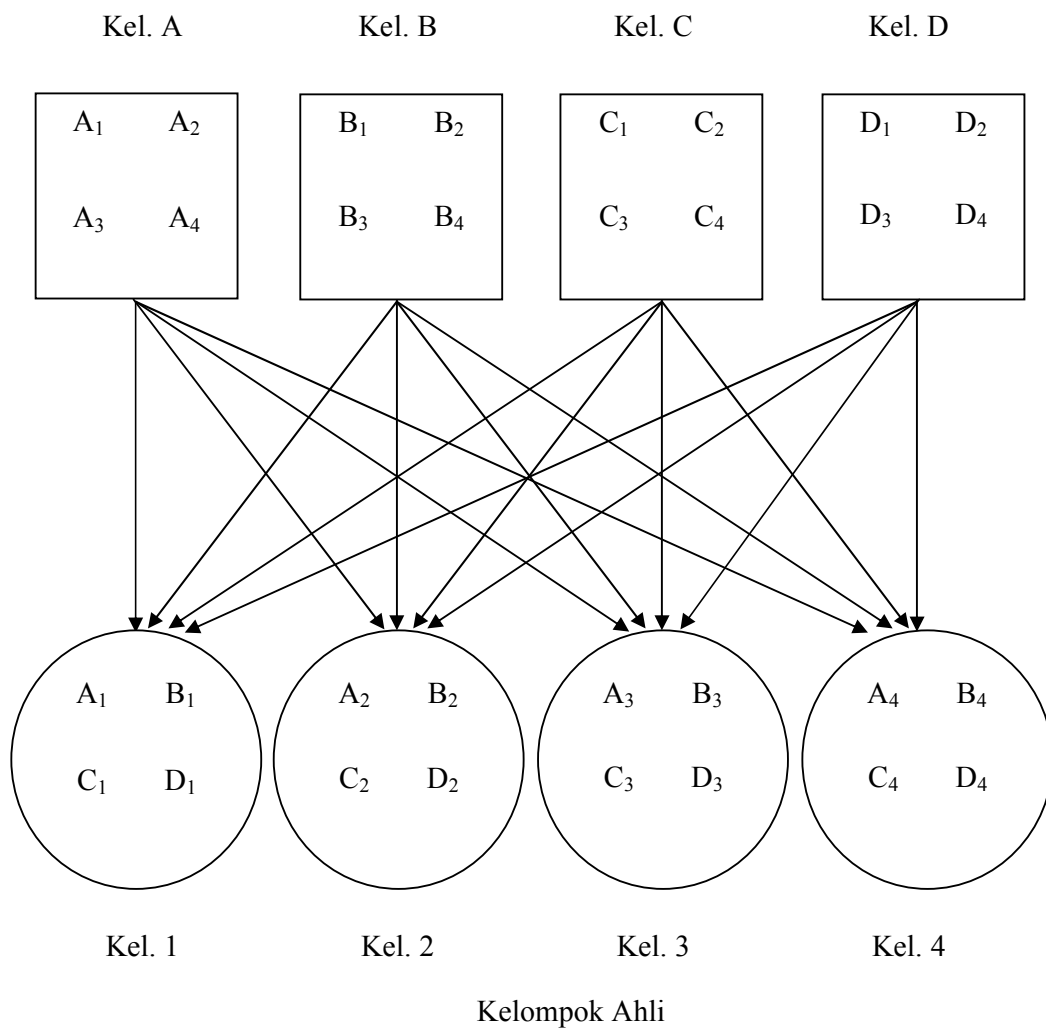 Kel. A Kel. B Kel. C Kel. D
A₁ A₂ B₁ B₂ C₁ C₂ D₁ D₂
A₃ A₄ B₃ B₄ C₃ C₄ D₃ D₄
A₁ B₁ A₂ B₂ A₃ B₃ A₄ B₄
C₁ D₁ C₂ D₂ C₃ D₃ C₄ D₄
Kel. 1 Kel. 2 Kel. 3 Kel. 4
Kelompok Ahli